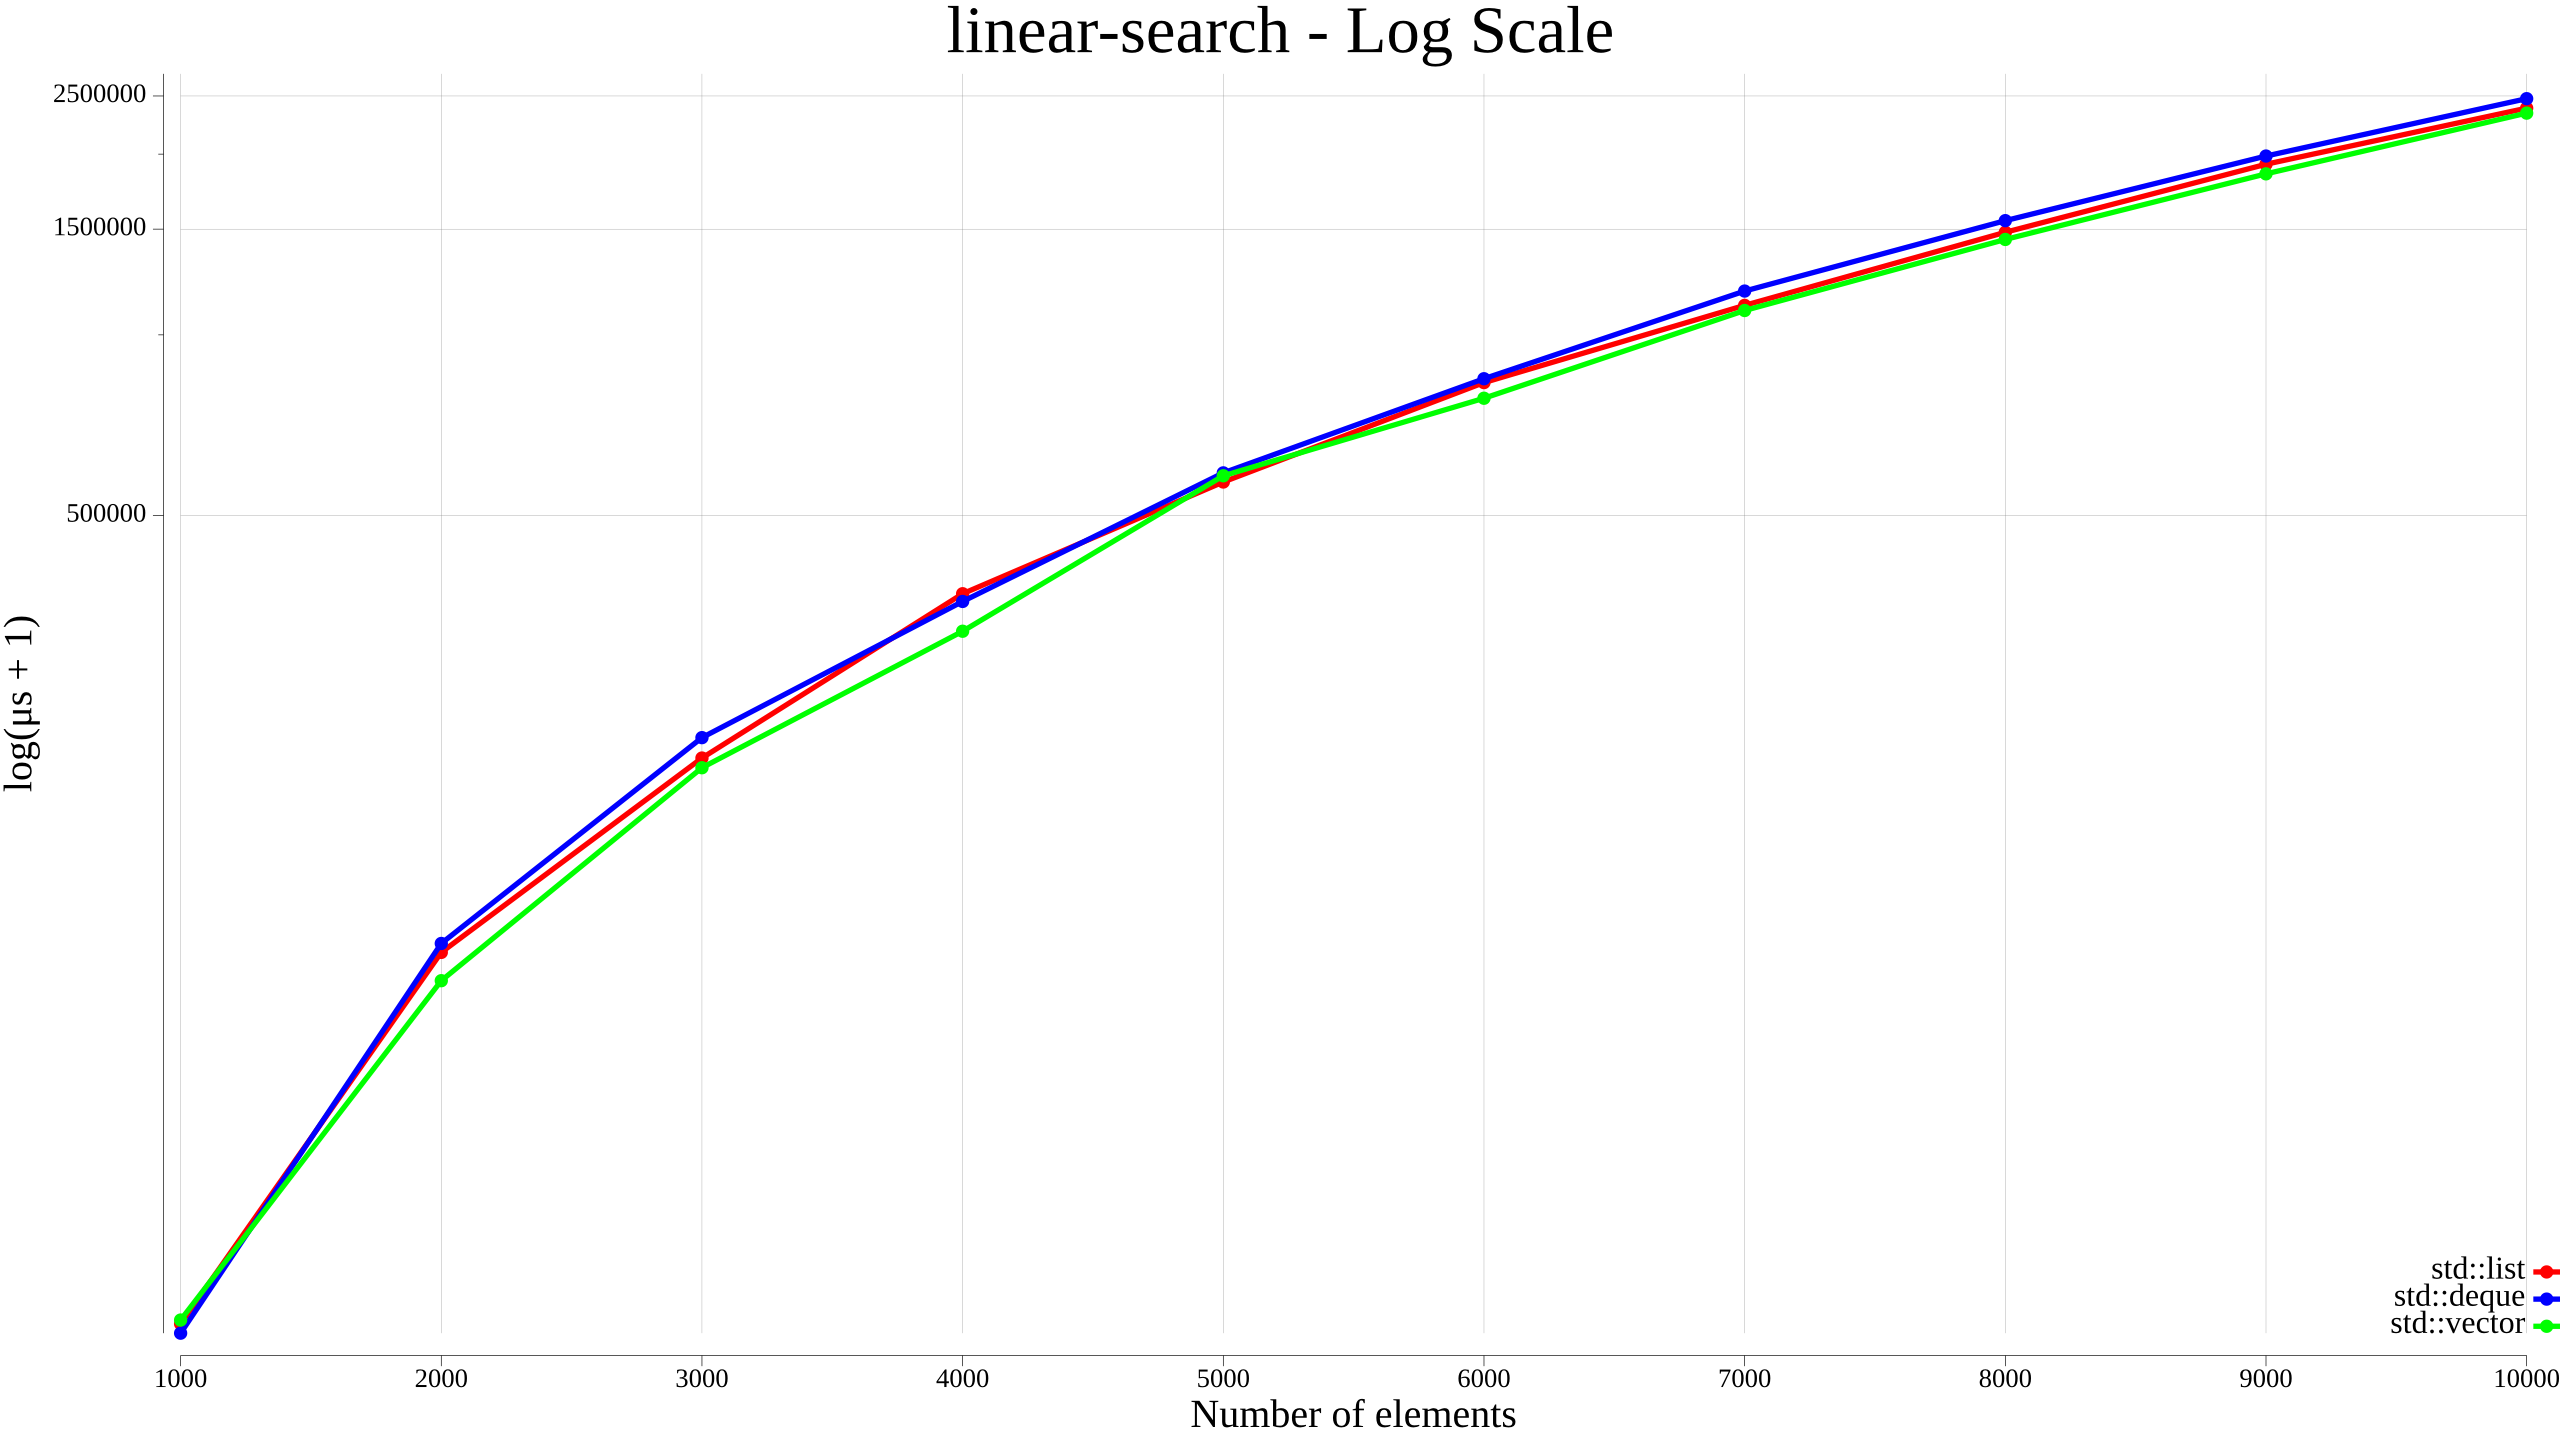 linear-search - Log Scale
2500000
1500000
500000
log(μs + 1)
std::list
std::deque
std::vector
1000 2000 3000 4000 5000 6000 7000 8000 9000 10000
Number of elements